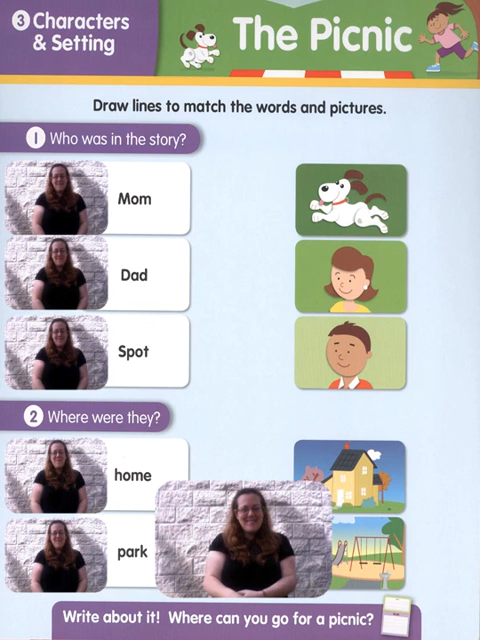 3 Characters & Setting
The Picnic
Draw lines to match the words and pictures.
1 Who was in the story?
Mom
Dad
Spot
2 Where were they?
home
park
Write about it! Where can you go for a picnic?